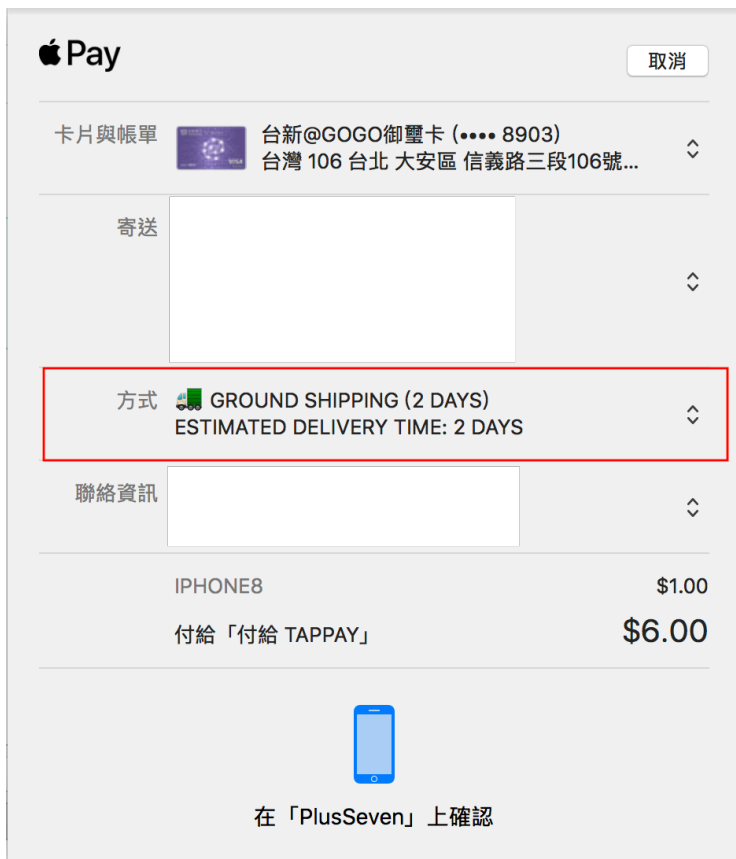 Pay
取消
卡片與帳單
台新@GOGO御璽卡 (•••• 8903)
台灣 106 台北 大安區 信義路三段106號...
寄送
方式
🚛 GROUND SHIPPING (2 DAYS)
ESTIMATED DELIVERY TIME: 2 DAYS
聯絡資訊
IPHONE8 $1.00
付給「付給 TAPPAY」 $6.00
在「PlusSeven」上確認